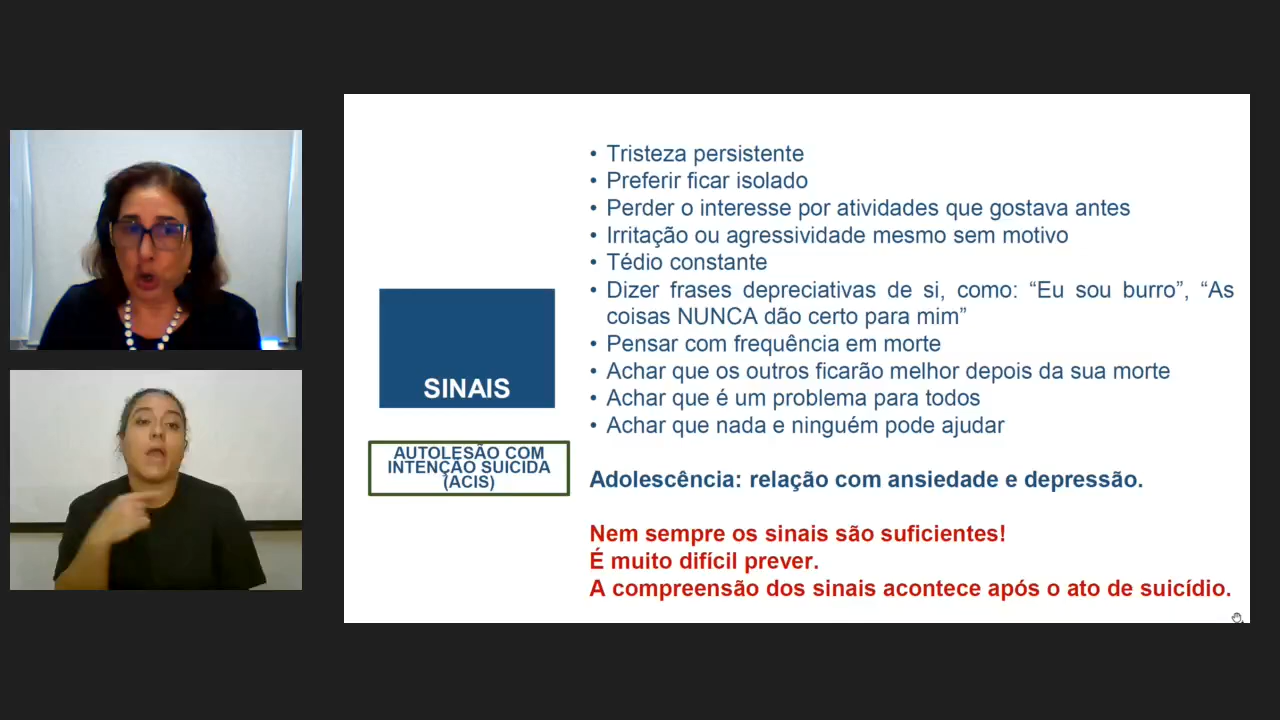 SINAIS
AUTOLESÃO COM
INTENÇÃO SUICIDA
(ACIS)
• Tristeza persistente
• Preferir ficar isolado
• Perder o interesse por atividades que gostava antes
• Irritação ou agressividade mesmo sem motivo
• Tédio constante
• Dizer frases depreciativas de si, como: “Eu sou burro”, “As
coisas NUNCA dão certo para mim”
• Pensar com frequência em morte
• Achar que os outros ficarão melhor depois da sua morte
• Achar que é um problema para todos
• Achar que nada e ninguém pode ajudar
Adolescência: relação com ansiedade e depressão.
Nem sempre os sinais são suficientes!
É muito difícil prever.
A compreensão dos sinais acontece após o ato de suicídio.